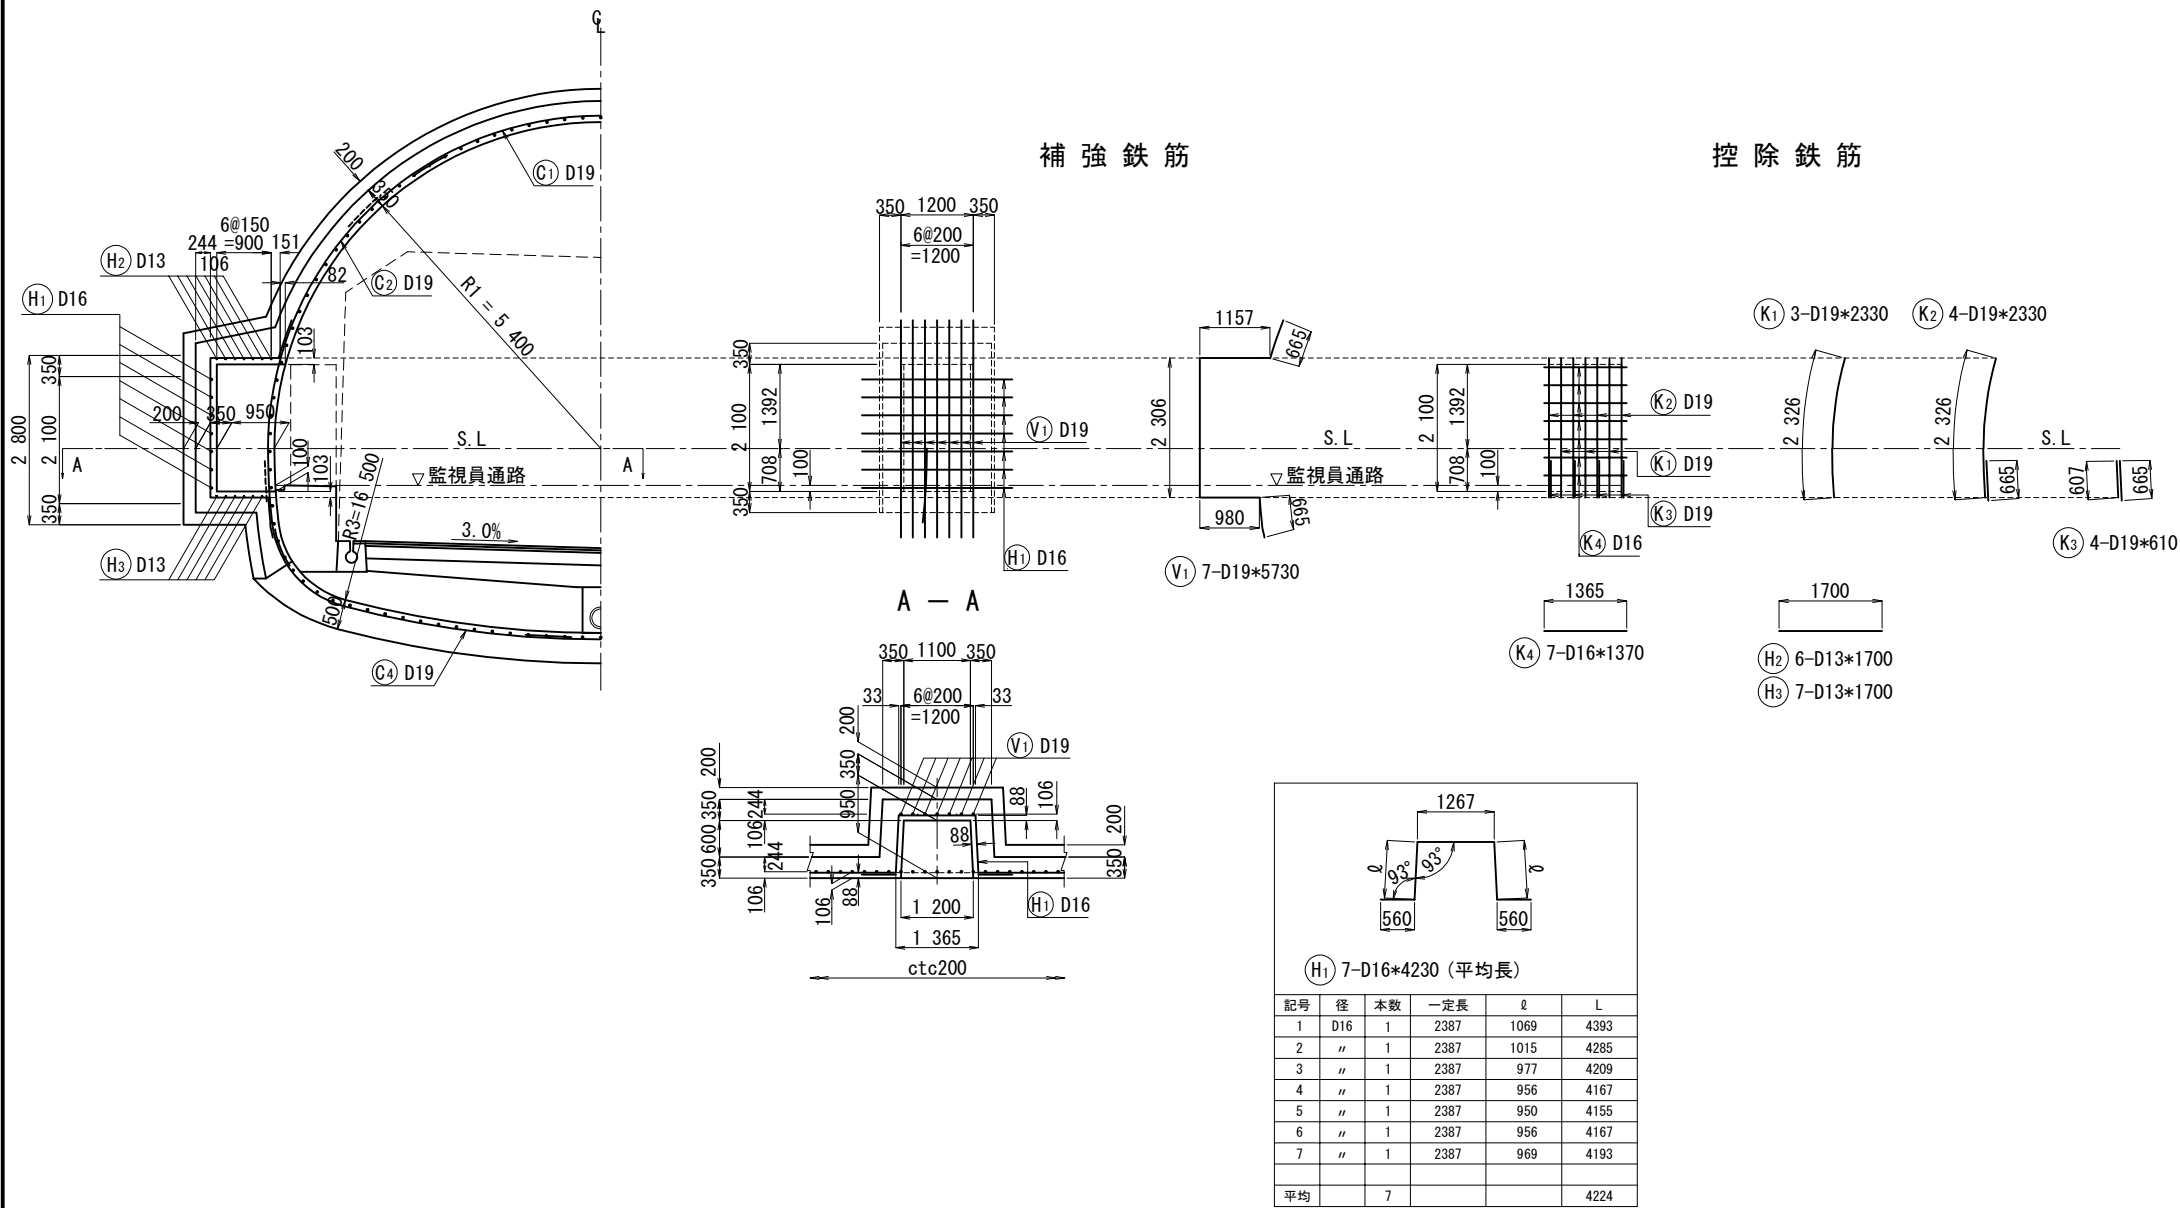 ℄
200
350
C1 D19
6@150
244 =900 151
H2 D13
106
82
C2 D19
H1 D16
R1 = 5 400
103
350
2 800
2 100
350
200
350
950
S.L
A
A
100
103
▽監視員通路
R3=16 500
3.0%
H3 D13
500
C4 D19
補 強 鉄 筋
350 1200 350
6@200
=1200
350
2 100
1392
708
100
350
V1 D19
H1 D16
1157
665
2 306
S.L
▽監視員通路
980
665
V1 7-D19*5730
控 除 鉄 筋
2 100
1392
708
100
K2 D19
K1 D19
K3 D19
K4 D16
K1 3-D19*2330
K2 4-D19*2330
2 326
2 326
S.L
665
607
665
K3 4-D19*610
1365
K4 7-D16*1370
1700
H2 6-D13*1700
H3 7-D13*1700
A － A
350 1100 350
33 6@200 33
=1200
200
350
950
V1 D19
200
350
600
350
244
106
244
106
88
106
88
200
350
106
88
1 200
H1 D16
1 365
ctc200
1267
ℓ
93°
93°
ℓ
560
560
H1 7-D16*4230 (平均長)
記号 径 本数 一定長 ℓ L
1 D16 1 2387 1069 4393
2 〃 1 2387 1015 4285
3 〃 1 2387 977 4209
4 〃 1 2387 956 4167
5 〃 1 2387 950 4155
6 〃 1 2387 956 4167
7 〃 1 2387 969 4193
平均 7 4224